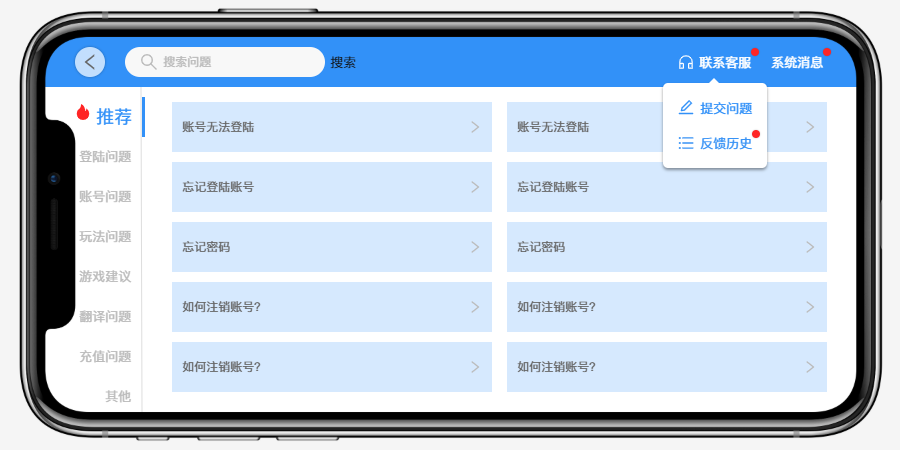 搜索问题 搜索 联系客服 系统消息
提交问题
反馈历史
推荐
登陆问题
账号问题
玩法问题
游戏建议
翻译问题
充值问题
其他
账号无法登陆 账号无法登陆
忘记登陆账号 忘记登陆账号
忘记密码 忘记密码
如何注销账号? 如何注销账号?
如何注销账号? 如何注销账号?